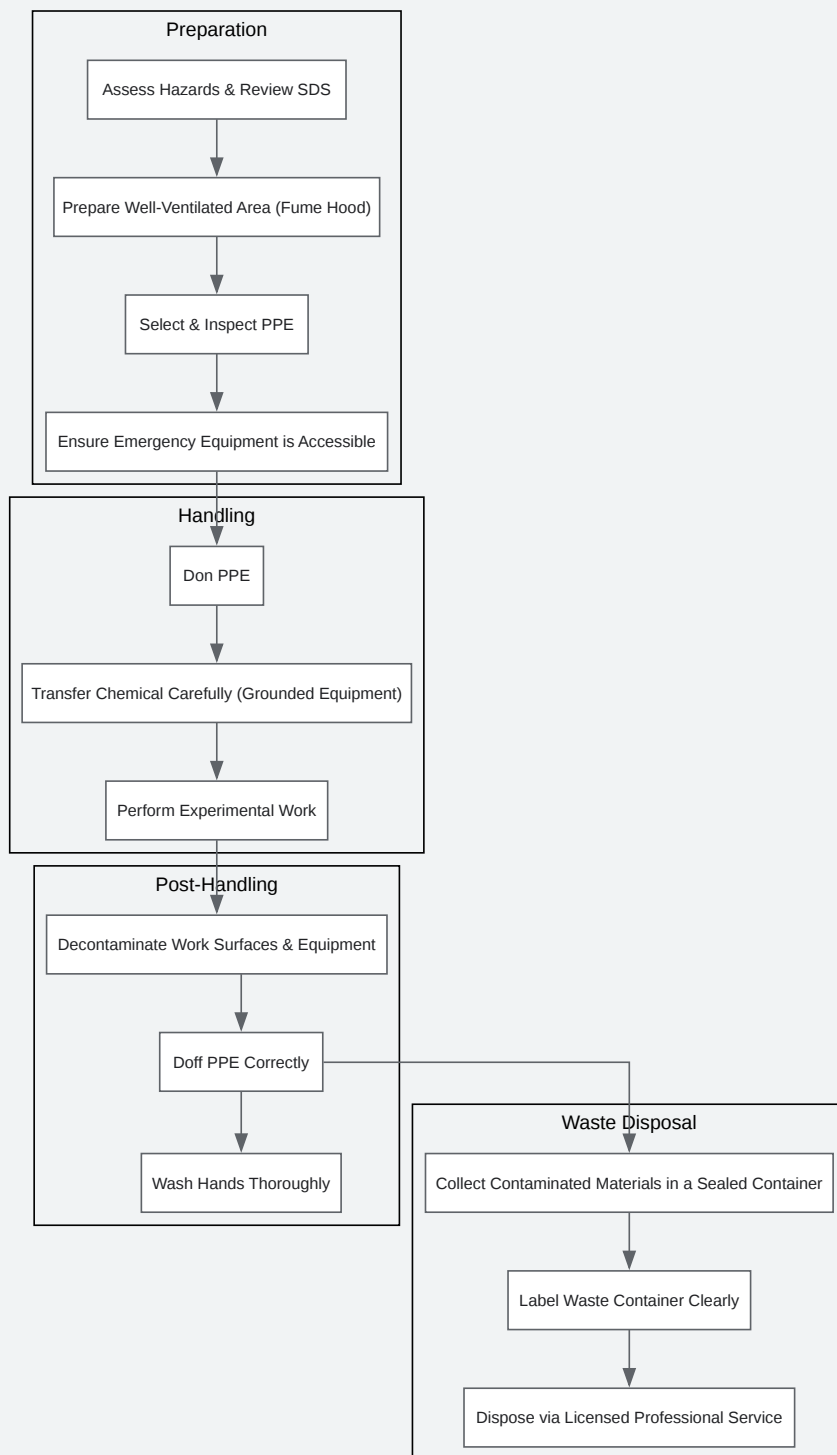 Preparation
Assess Hazards & Review SDS
Prepare Well-Ventilated Area (Fume Hood)
Select & Inspect PPE
Ensure Emergency Equipment is Accessible
Handling
Don PPE
Transfer Chemical Carefully (Grounded Equipment)
Perform Experimental Work
Post-Handling
Decontaminate Work Surfaces & Equipment
Doff PPE Correctly
Wash Hands Thoroughly
Waste Disposal
Collect Contaminated Materials in a Sealed Container
Label Waste Container Clearly
Dispose via Licensed Professional Service